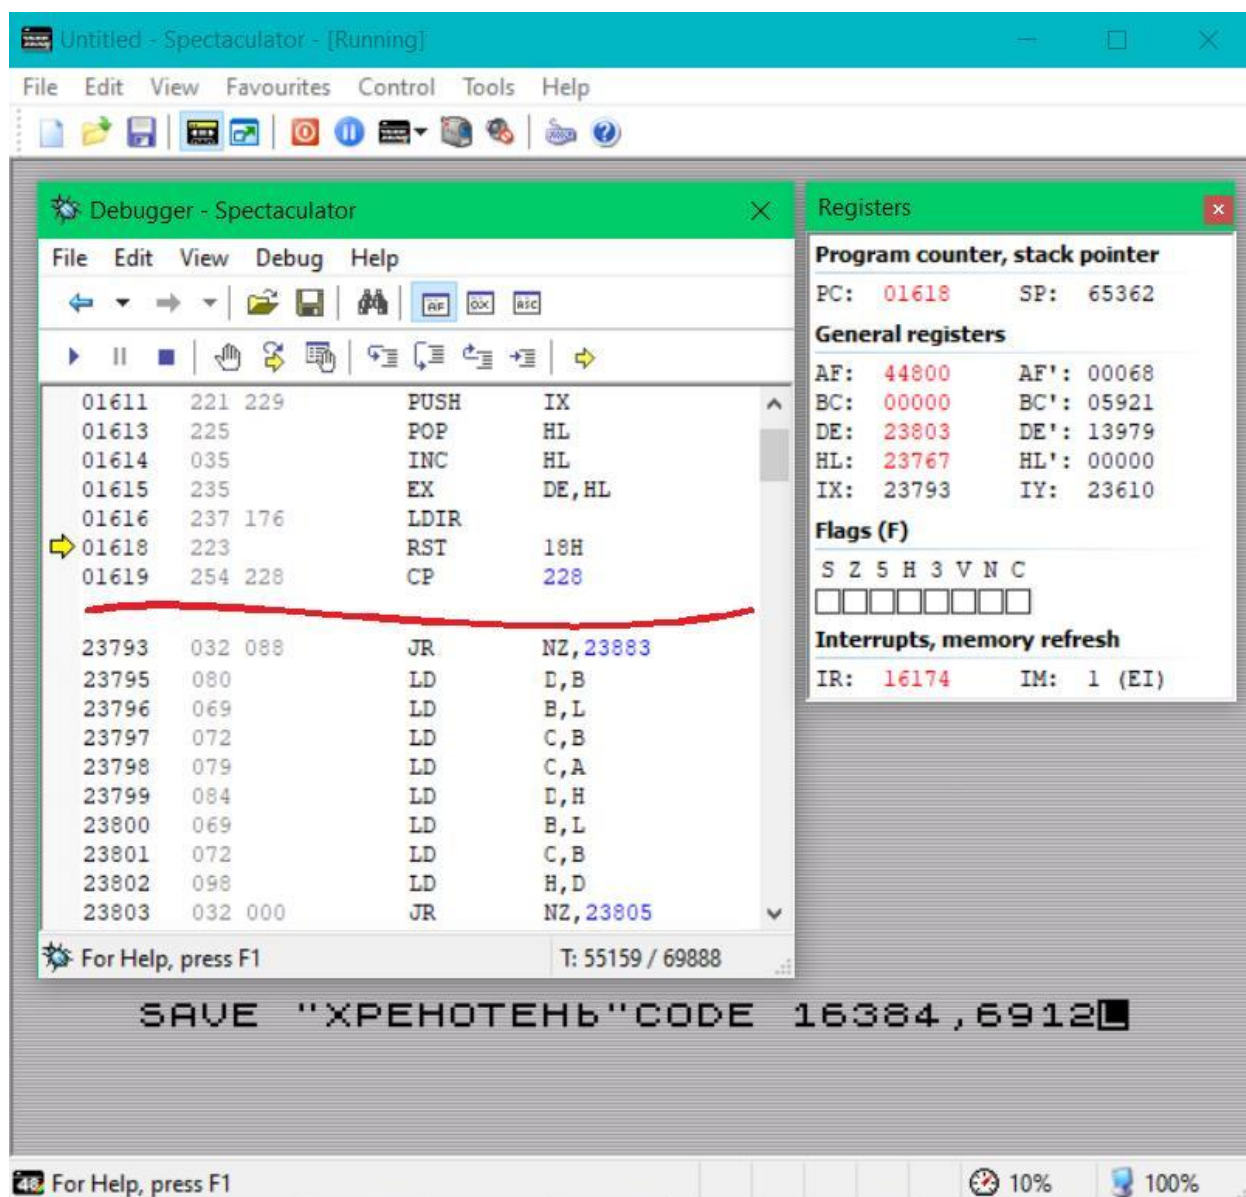 Untitled - Spectaculator - [Running]
File Edit View Favourites Control Tools Help
Debugger - Spectaculator
File Edit View Debug Help
AF 0X ASC
01611 221 229 PUSH IX
01613 225 POP HL
01614 035 INC HL
01615 235 EX DE,HL
01616 237 176 LDIR
01618 223 RST 18H
01619 254 228 CP 228
23793 032 088 JR NZ,23883
23795 080 LD D,B
23796 069 LD B,L
23797 072 LD C,B
23798 079 LD C,A
23799 084 LD D,H
23800 069 LD B,L
23801 072 LD C,B
23802 098 LD H,D
23803 032 000 JR NZ,23805
For Help, press F1 T: 55159 / 69888
Registers
Program counter, stack pointer
PC: 01618 SP: 65362
General registers
AF: 44800 AF': 00068
BC: 00000 BC': 05921
DE: 23803 DE': 13979
HL: 23767 HL': 00000
IX: 23793 IY: 23610
Flags (F)
S Z 5 H 3 V N C
Interrupts, memory refresh
IR: 16174 IM: 1 (EI)
SAVE "XPEHOTEHb"CODE 16384,6912L
48 For Help, press F1 10% 100%